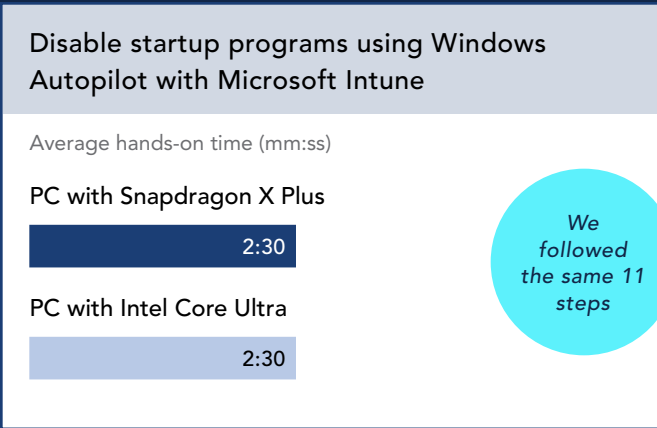 Disable startup programs using Windows
Autopilot with Microsoft Intune
Average hands-on time (mm:ss)
PC with Snapdragon X Plus
2:30
PC with Intel Core Ultra
2:30
We
followed
the same 11
steps